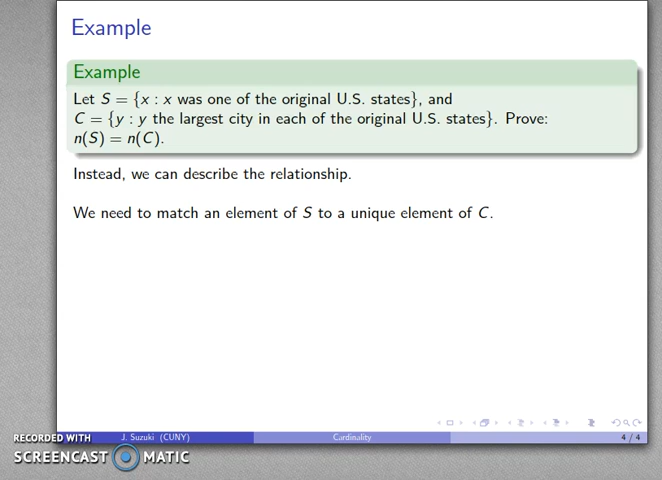 Example
Example
Let S = {x : x was one of the original U.S. states}, and
C = {y : y the largest city in each of the original U.S. states}. Prove:
n(S) = n(C).
Instead, we can describe the relationship.
We need to match an element of S to a unique element of C.
RECORDED WITH
J. Suzuki (CUNY)
Cardinality
4 / 4
SCREENCAST MATIC